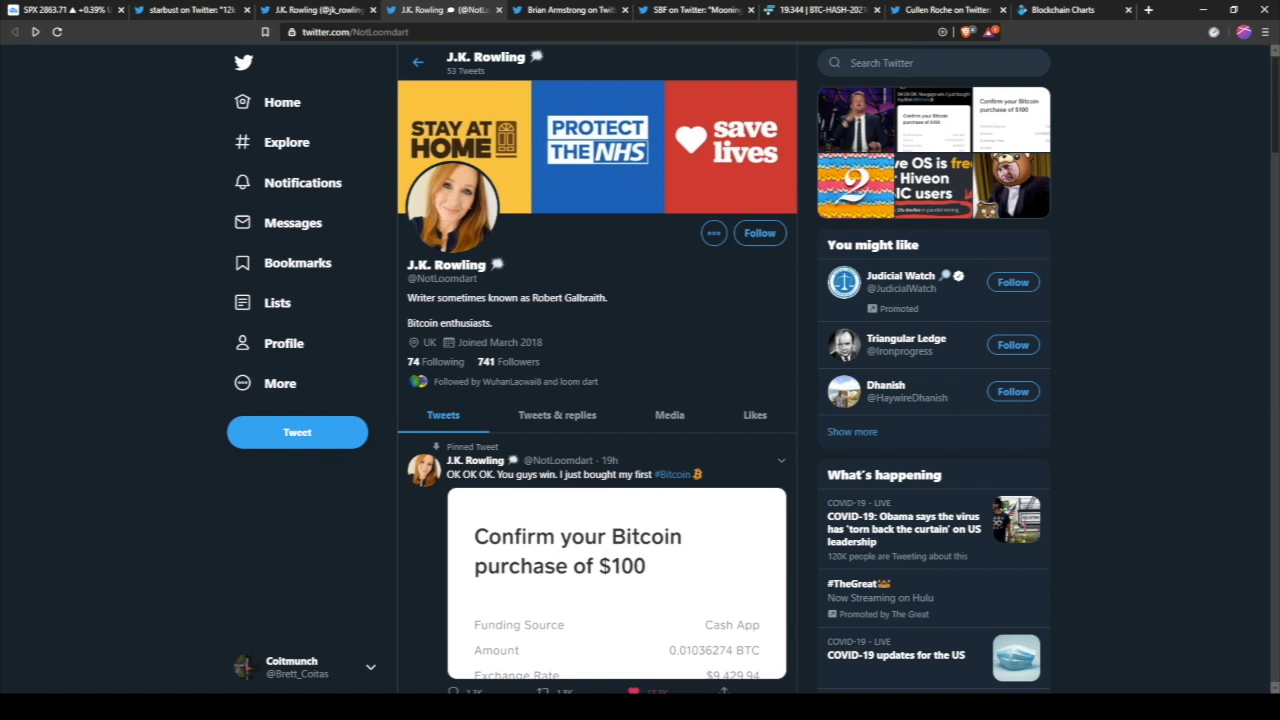 SPX 2863.71 ▲ +0.39% U
starbust on Twitter: "12k
J.K. Rowling (@jk_rowling
J.K. Rowling 💭 (@NotLo
Brian Armstrong on Twitt
SBF on Twitter: "Mooning
19.344 | BTC-HASH-2021
Cullen Roche on Twitter:
Blockchain Charts
twitter.com/NotLoomdart
Home
Explore
Notifications
Messages
Bookmarks
Lists
Profile
More
Tweet
Coitmunch
@Brett_Coitas
J.K. Rowling
53 Tweets
STAY AT
HOME
PROTECT
THE NHS
save
lives
Follow
J.K. Rowling
@NotLoomdart
Writer sometimes known as Robert Galbraith.
Bitcoin enthusiasts.
UK Joined March 2018
74 Following 741 Followers
Followed by WuhanLaowai8 and loom dart
Tweets Tweets & replies Media Likes
Pinned Tweet
J.K. Rowling @NotLoomdart · 19h
OK OK OK. You guys win. I just bought my first #Bitcoin
Confirm your Bitcoin
purchase of $100
Funding Source Cash App
Amount 0.01036274 BTC
Exchange Rate $9,429.94
Search Twitter
Confirm your Bitcoin
purchase of $100
Confirm your Bitcoin
purchase of $100
2
ve OS is free
Hiveon
IC users
You might like
Judicial Watch
@JudicialWatch
Follow
Promoted
Triangular Ledge
@Ironprogress
Follow
Dhanish
@HaywireDhanish
Follow
Show more
What's happening
COVID-19 · LIVE
COVID-19: Obama says the virus
has 'torn back the curtain' on US
leadership
120K people are Tweeting about this
#TheGreat
Now Streaming on Hulu
Promoted by The Great
COVID-19 · LIVE
COVID-19 updates for the US